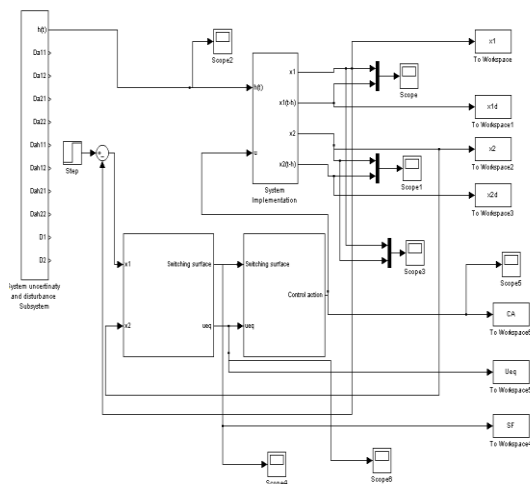 h(t)
Da11
Da12
Da21
Da22
Dah11
Dah12
Dah21
Dah22
D1
D2
System uncertinaty
and disturbance
Subsystem
Step
Scope2
h(t)
u
x1
x1(t-h)
x2
x2(t-h)
System
Implementation
Scope
Scope1
Scope3
x1
To Workspace
x1d
To Workspace1
x2
To Workspace2
x2d
To Workspace3
Scope5
CA
To Workspace6
Ueq
To Workspace5
SF
To Workspace4
x1
x2
Switching surface
ueq
Switching surface
ueq
Control action
Scope4
Scope6